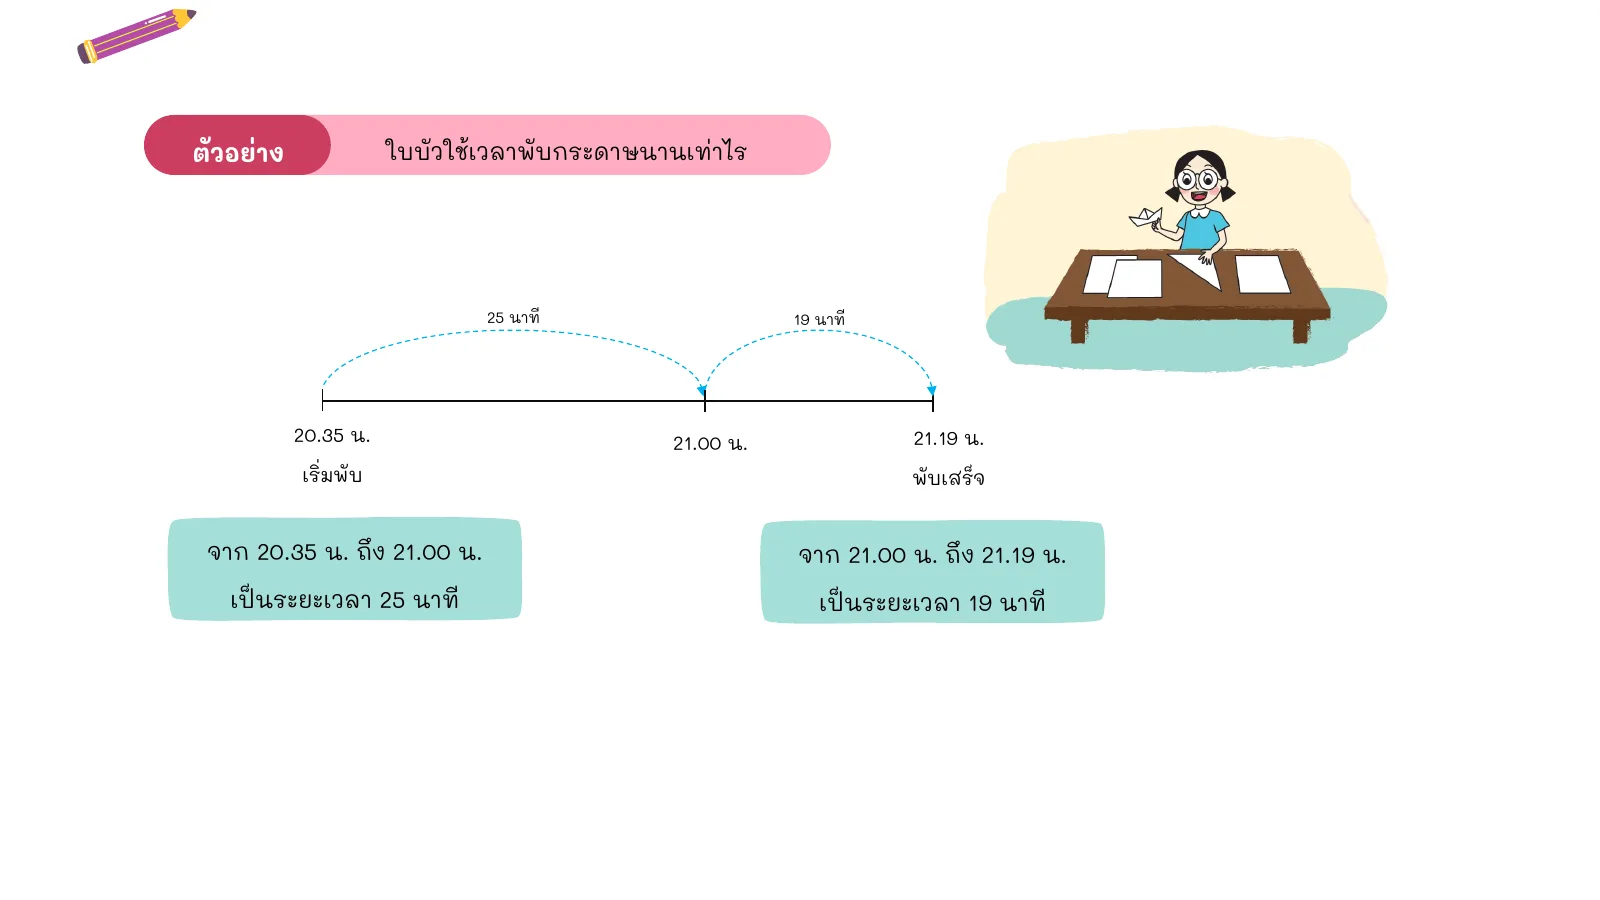 ตัวอย่าง ใบบัวใช้เวลาพับกระดาษนานเท่าไร
25 นาที 19 นาที
20.35 น. 21.00 น. 21.19 น.
เริ่มพับ พับเสร็จ
จาก 20.35 น. ถึง 21.00 น.
เป็นระยะเวลา 25 นาที
จาก 21.00 น. ถึง 21.19 น.
เป็นระยะเวลา 19 นาที